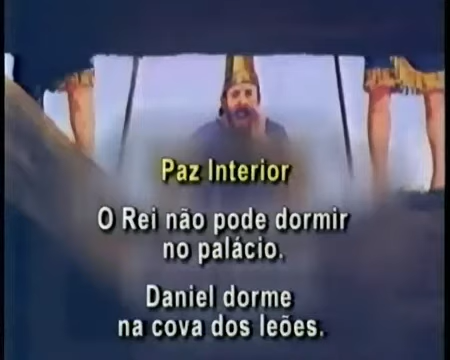 Paz Interior
O Rei não pode dormir
no palácio.
Daniel dorme
na cova dos leões.